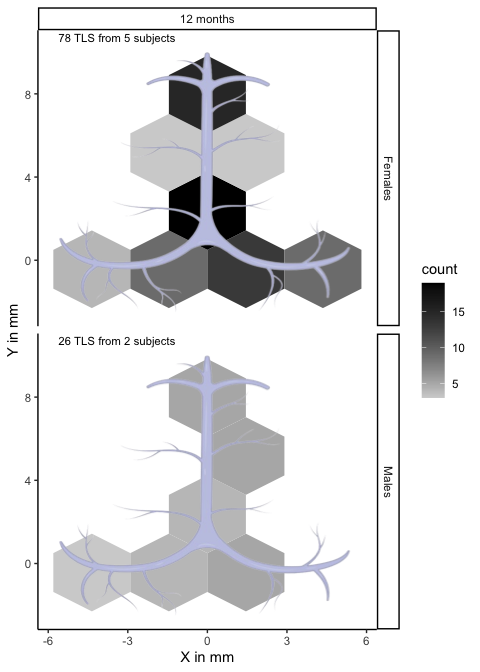 12 months
78 TLS from 5 subjects
8
4
0
Females
26 TLS from 2 subjects
8
4
0
Males
Y in mm
-6
-3
0
3
6
X in mm
count
15
10
5